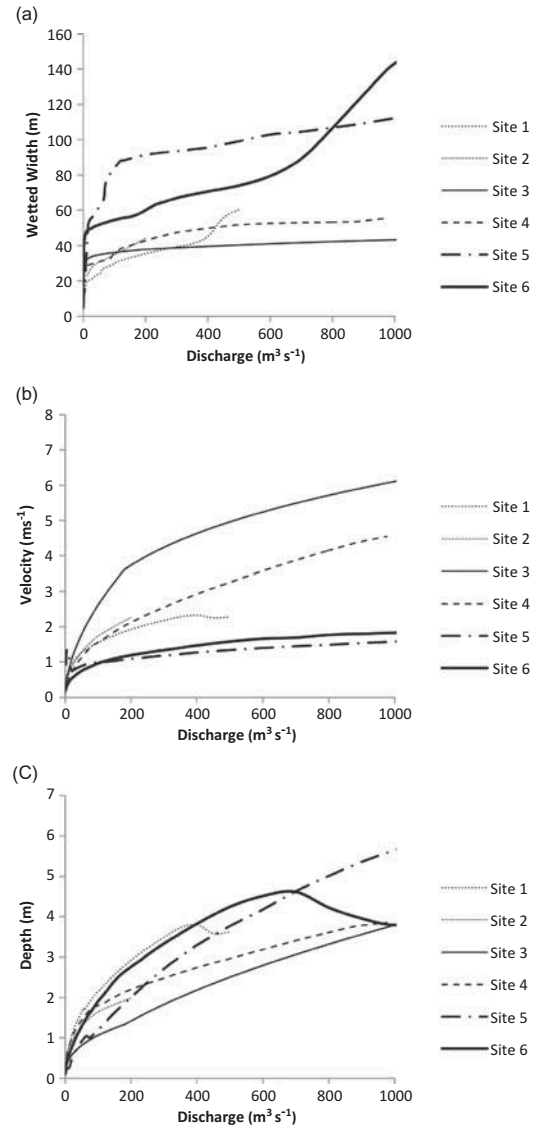 (a)
160
140
120
100
80
60
40
20
0
Wetted Width (m)
0 200 400 600 800 1000
Discharge (m³ s⁻¹)
Site 1
Site 2
Site 3
Site 4
Site 5
Site 6
(b)
8
7
6
5
4
3
2
1
0
Velocity (ms⁻¹)
0 200 400 600 800 1000
Discharge (m³ s⁻¹)
Site 1
Site 2
Site 3
Site 4
Site 5
Site 6
(C)
7
6
5
4
3
2
1
0
Depth (m)
0 200 400 600 800 1000
Discharge (m³ s⁻¹)
Site 1
Site 2
Site 3
Site 4
Site 5
Site 6